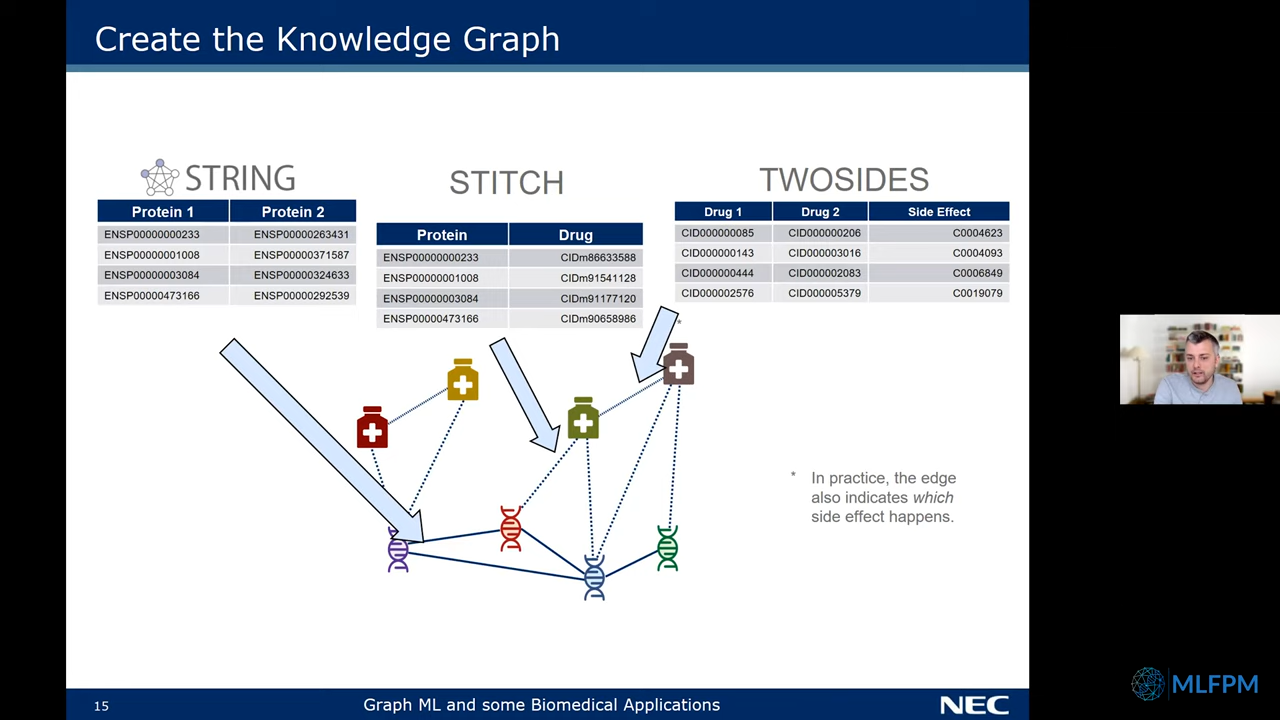 Create the Knowledge Graph
STRING
Protein 1 Protein 2
ENSP00000000233 ENSP00000263431
ENSP00000001008 ENSP00000371587
ENSP00000003084 ENSP00000324633
ENSP00000473166 ENSP00000292539
STITCH
Protein Drug
ENSP00000000233 CIDm86633588
ENSP00000001008 CIDm91541128
ENSP00000003084 CIDm91177120
ENSP00000473166 CIDm90658986
TWOSIDES
Drug 1 Drug 2 Side Effect
CID000000085 CID000000206 C0004623
CID000000143 CID000003016 C0004093
CID000000444 CID000002083 C0006849
CID000002576 CID000005379 C0019079
*
* In practice, the edge
also indicates which
side effect happens.
15 Graph ML and some Biomedical Applications NEC
MLFPM